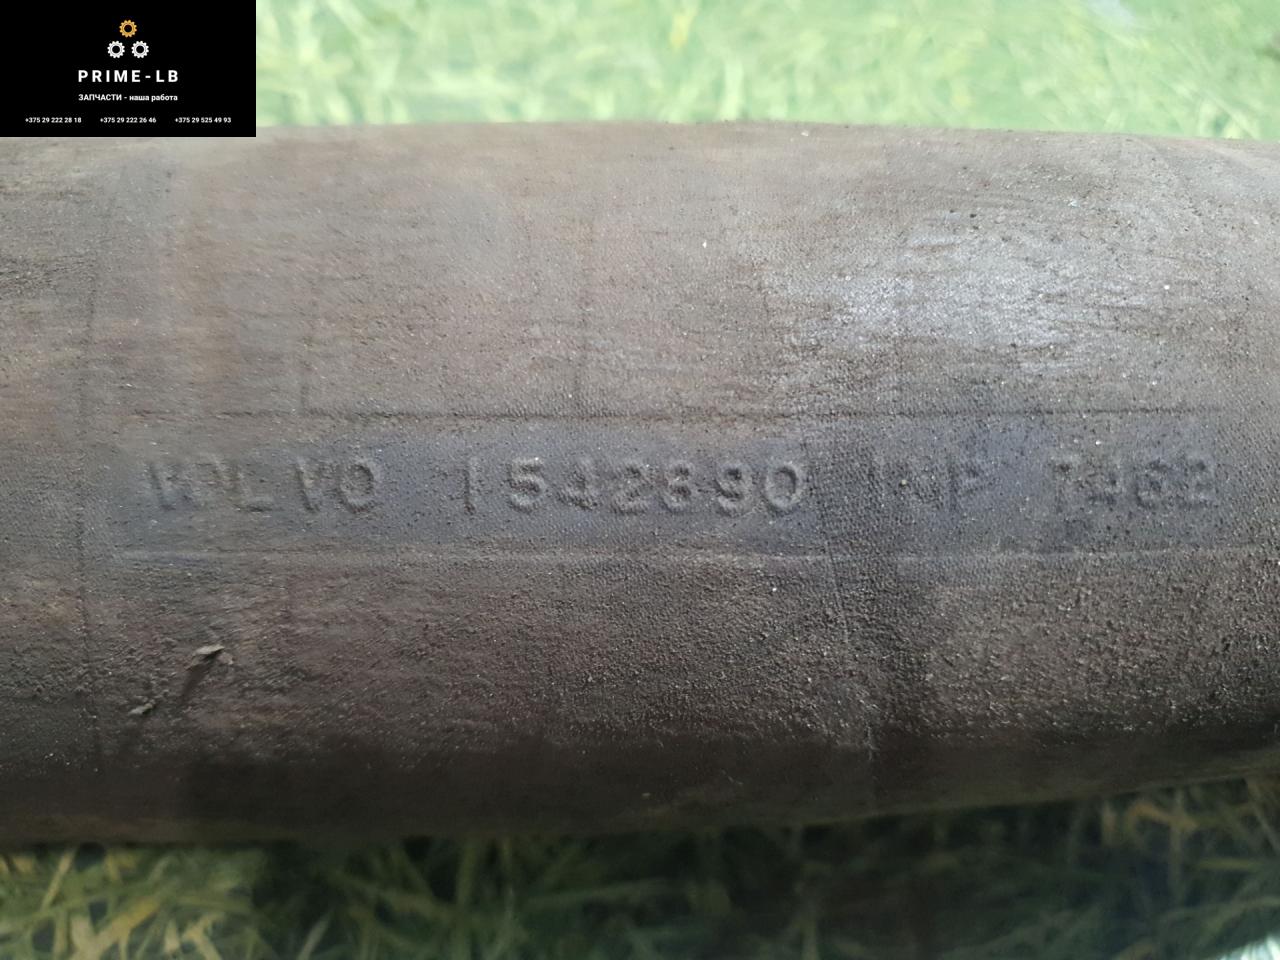 PRIME-LB
ЗАПЧАСТИ - наша работа
+375 29 222 28 18 +375 29 222 26 46 +375 29 525 49 93
VOLVO 1542890